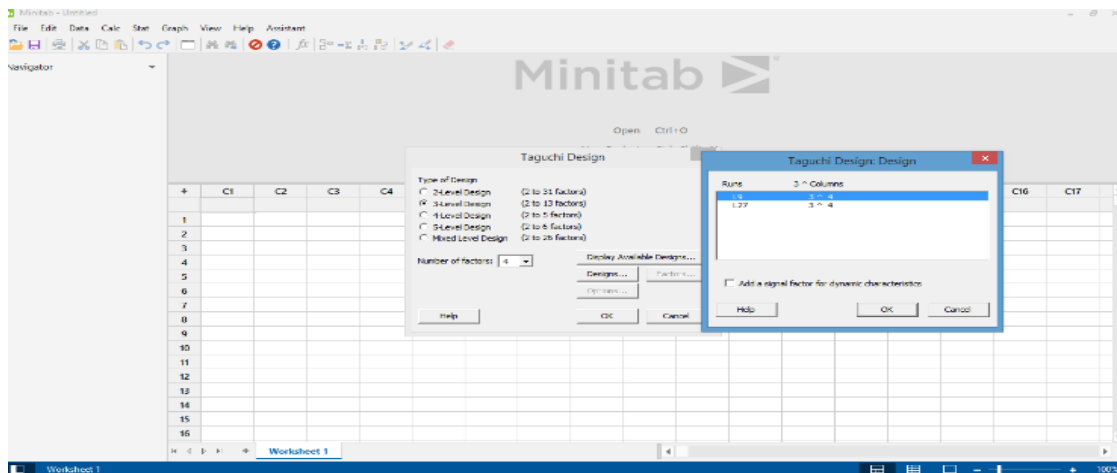 Minitab - Untitled
File Edit Data Calc Stat Graph View Help Assistant
Navigator
Minitab
Open Ctrl+O
Taguchi Design
Type of Design
2-Level Design (2 to 31 factors)
3-Level Design (2 to 13 factors)
4-Level Design (2 to 5 factors)
5-Level Design (2 to 6 factors)
Mixed Level Design (2 to 26 factors)
Number of factors: 4
Display Available Designs...
Designs... Factors...
Options...
Help OK Cancel
Taguchi Design: Design
Runs 3 ^ Columns
L9 3 ^ 4
L27 3 ^ 4
Add a signal factor for dynamic characteristics
Help OK Cancel
C1 C2 C3 C4 C16 C17
1
2
3
4
5
6
7
8
9
10
11
12
13
14
15
16
Worksheet 1
Worksheet 1 100%